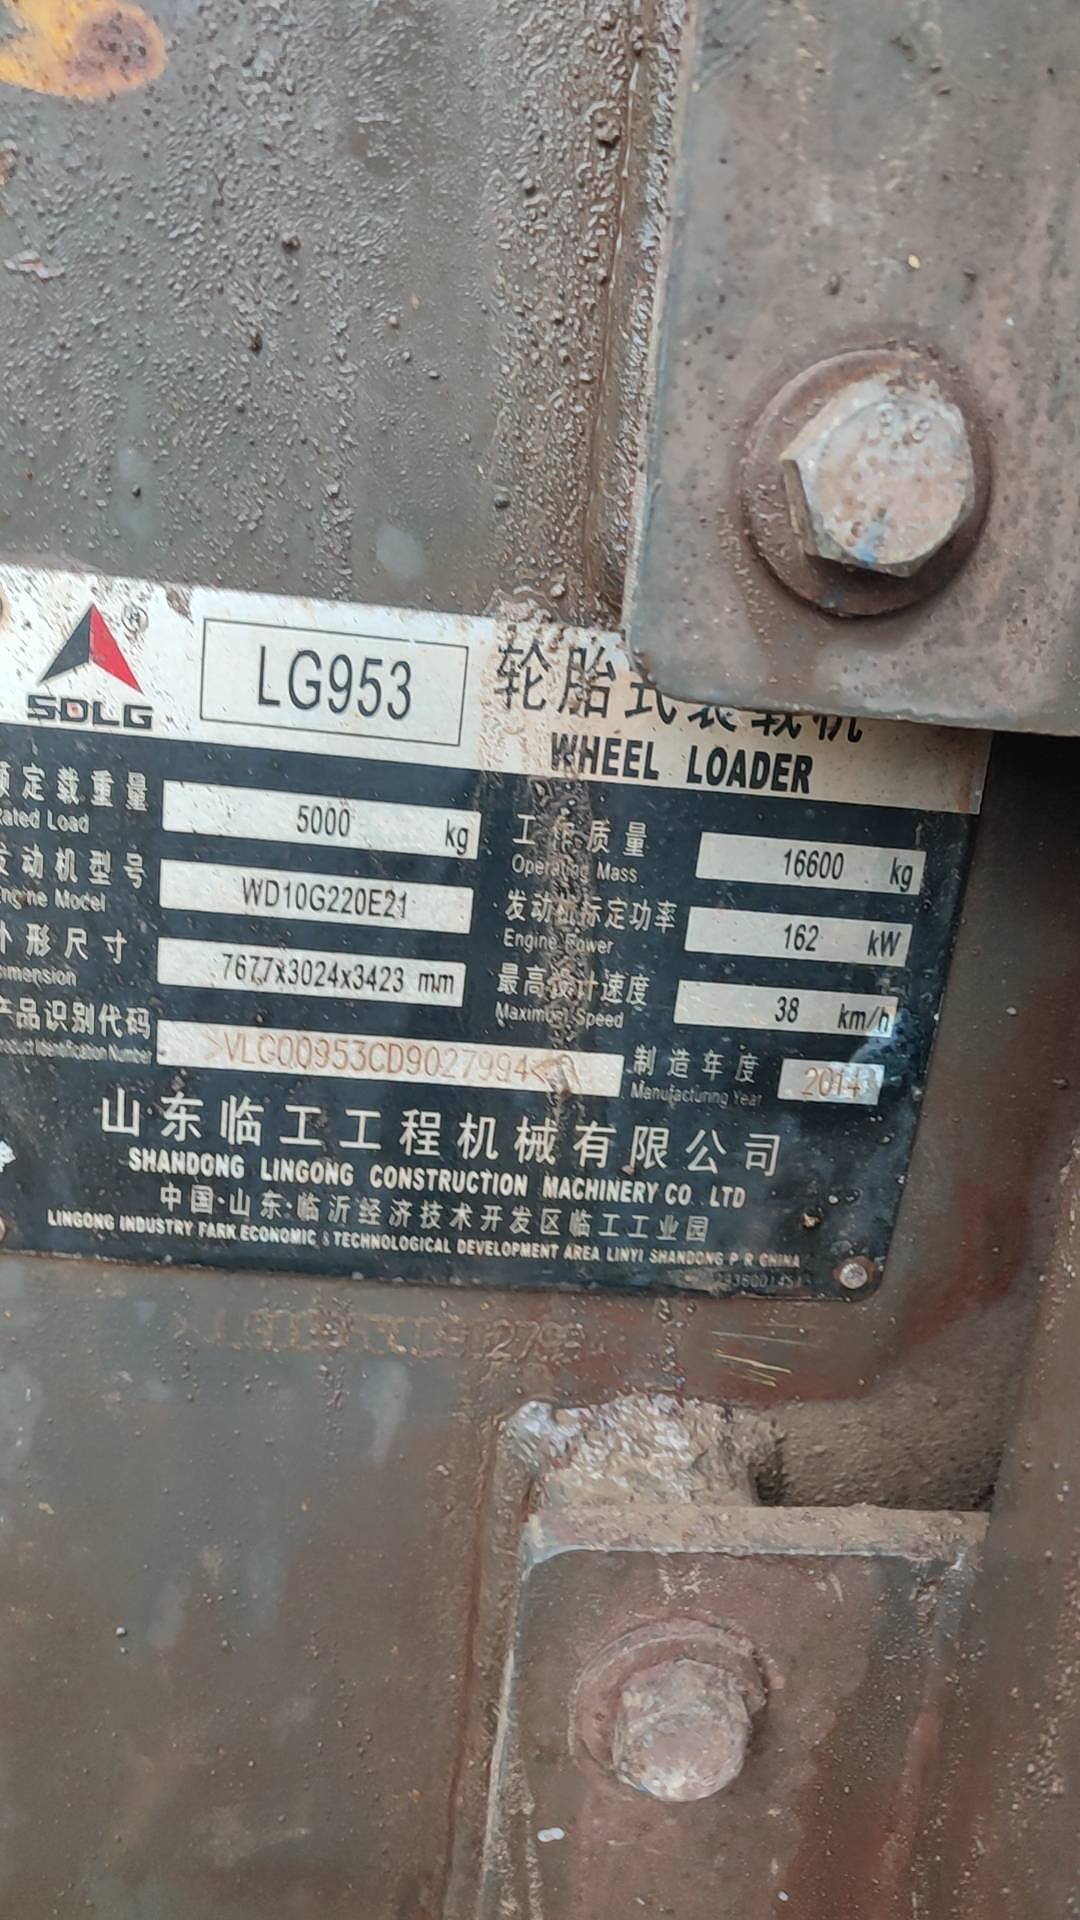 8.8
SDLG
LG953
轮胎式装载机
WHEEL LOADER
额定载重量
Rated Load
5000 kg
工作质量
Operating Mass
16600 kg
发动机型号
Engine Model
WD10G220E21
发动机标定功率
Engine Power
162 kW
外形尺寸
Dimension
7677x3024x3423 mm
最高设计速度
Maximum Speed
38 km/h
产品识别代码
Product Identification Number
>VLG00953CD9027994<
制造年度
Manufacturing Year
2014
山东临工工程机械有限公司
SHANDONG LINGONG CONSTRUCTION MACHINERY CO LTD
中国·山东·临沂经济技术开发区临工工业园
LINGONG INDUSTRY PARK ECONOMIC & TECHNOLOGICAL DEVELOPMENT AREA LINYI SHANDONG P R CHINA